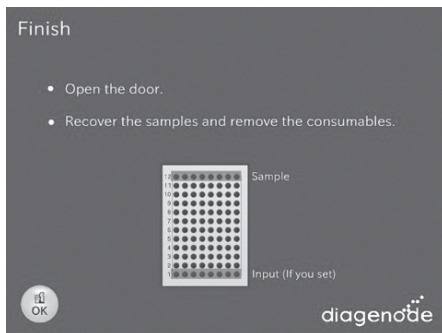 Finish
• Open the door.
• Recover the samples and remove the consumables.
12 Sample
11
10
9
8
7
6
5
4
3
2
1 Input (If you set)
OK
diagenode